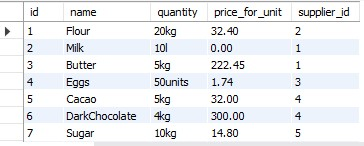 id name quantity price_for_unit supplier_id
1 Flour 20kg 32.40 2
2 Milk 10l 0.00 1
3 Butter 5kg 222.45 1
4 Eggs 50units 1.74 3
5 Cacao 5kg 32.00 4
6 DarkChocolate 4kg 300.00 4
7 Sugar 10kg 14.80 5